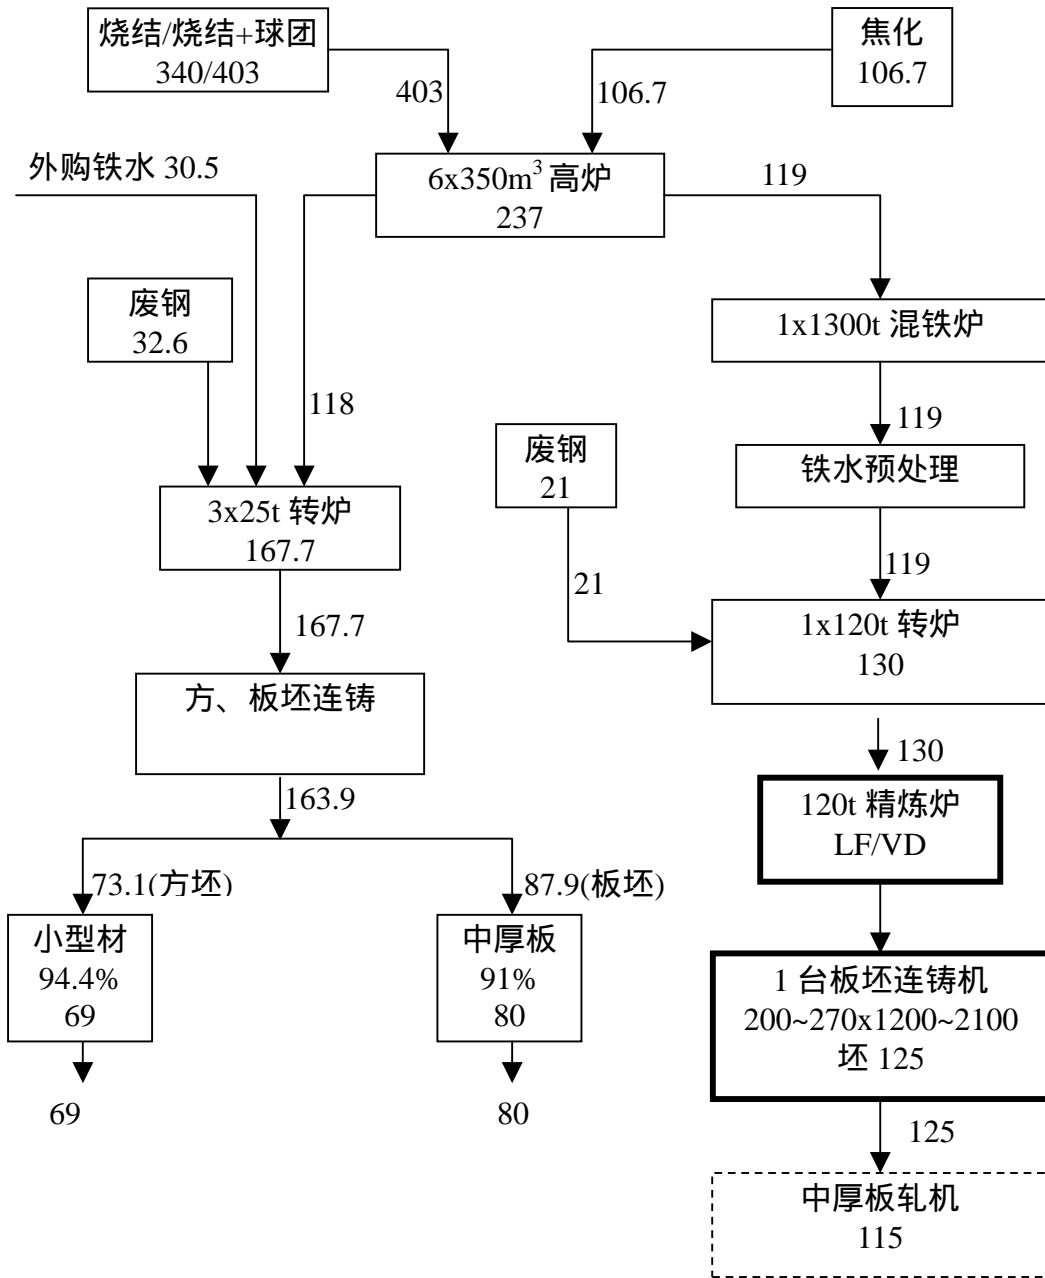 烧结/烧结+球团
340/403
焦化
106.7
403
106.7
外购铁水 30.5
6x350m³ 高炉
237
119
废钢
32.6
1x1300t 混铁炉
118
119
废钢
21
铁水预处理
3x25t 转炉
167.7
119
21
167.7
1x120t 转炉
130
方、板坯连铸
130
163.9
120t 精炼炉
LF/VD
73.1(方坯)
87.9(板坯)
小型材
94.4%
69
中厚板
91%
80
1 台板坯连铸机
200~270x1200~2100
坯 125
69
80
125
中厚板轧机
115